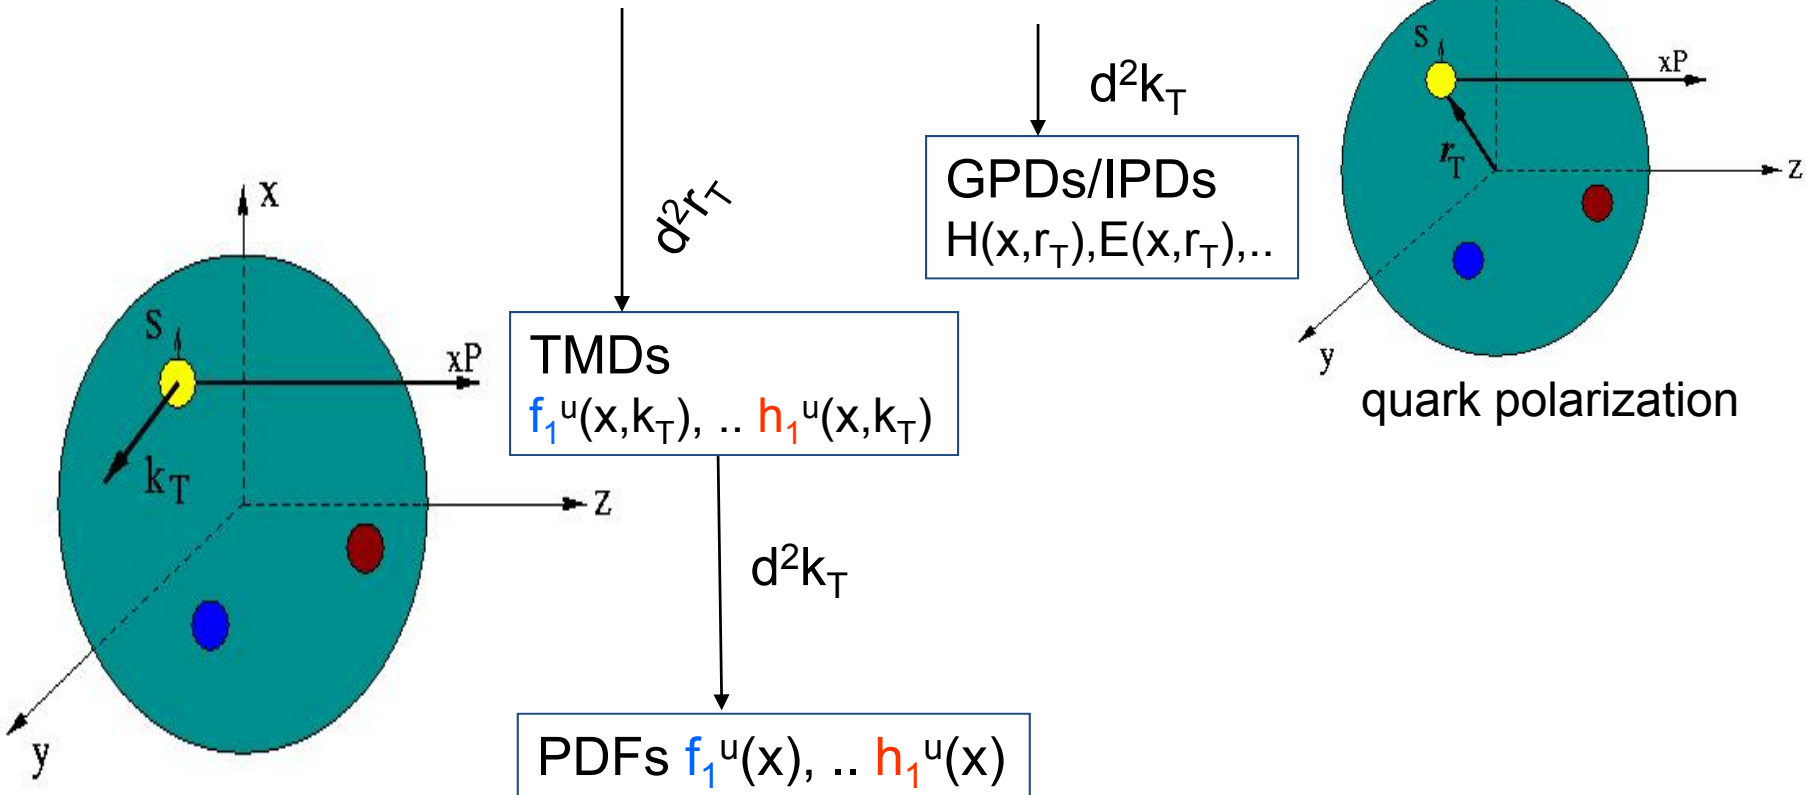 S
xP
r_T
z
y
quark polarization
d²k_T
GPDs/IPDs
H(x,r_T),E(x,r_T),..
d²r_T
x
S
xP
k_T
z
y
TMDs
f₁ᵘ(x,k_T), .. h₁ᵘ(x,k_T)
d²k_T
PDFs f₁ᵘ(x), .. h₁ᵘ(x)